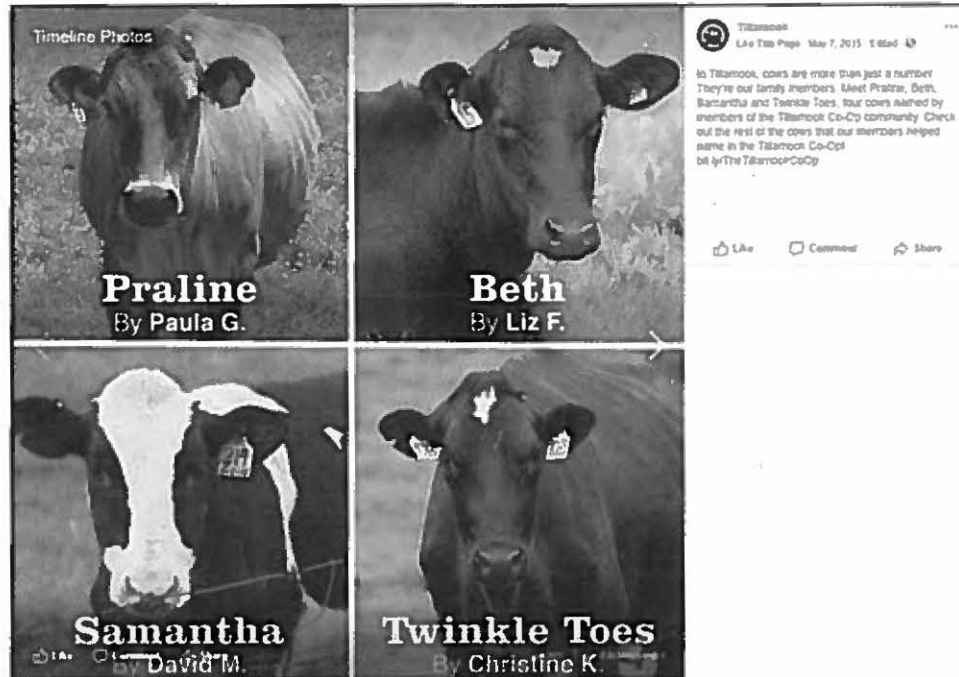 Timeline Photos
Praline
By Paula G.
Beth
By Liz F.
Samantha
By David M.
Twinkle Toes
By Christine K.
Like
Tillamook
Like This Page May 7, 2015 Edited
In Tillamook, cows are more than just a number
They're our family members. Meet Praline, Beth,
Samantha and Twinkle Toes, four cows named by
members of the Tillamook Co-Op community. Check
out the rest of the cows that our members helped
name in the Tillamook Co-Op!
bit.ly/TheTillamookCoOp
Like Comment Share